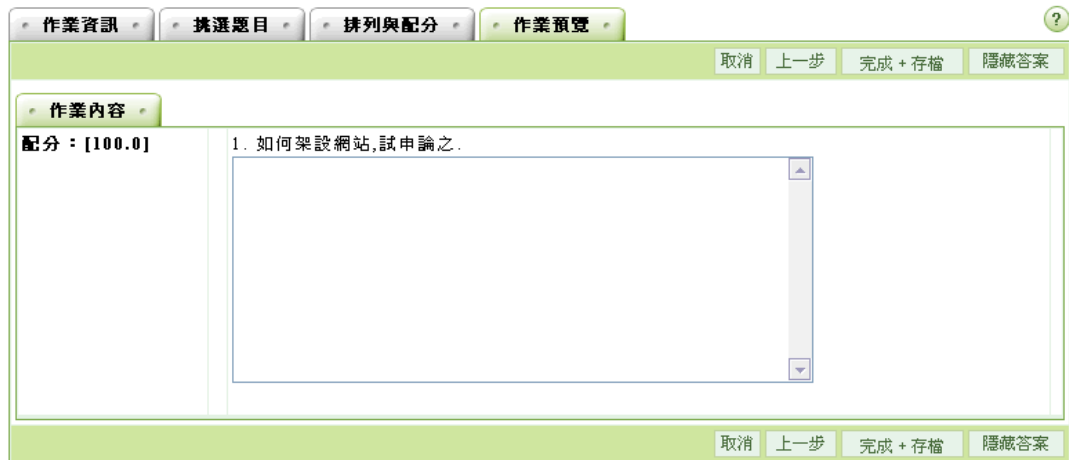 作業資訊 挑選題目 排列與配分 作業預覽 ?
取消 上一步 完成 + 存檔 隱藏答案
作業內容
配分：[100.0] 1. 如何架設網站,試申論之.
取消 上一步 完成 + 存檔 隱藏答案